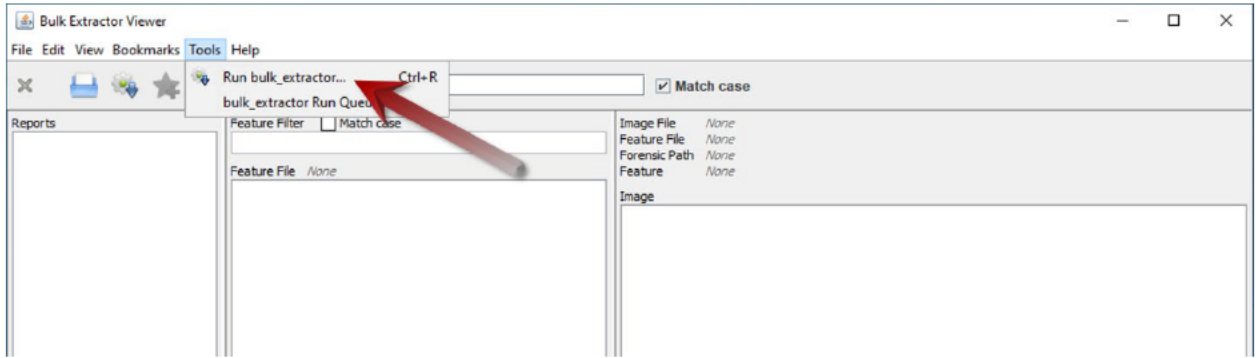 Bulk Extractor Viewer
File Edit View Bookmarks Tools Help
Run bulk_extractor... Ctrl+R
bulk_extractor Run
Match case
Reports
Feature Filter Match case
Feature File None
Image File None
Feature File None
Forensic Path None
Feature None
Image